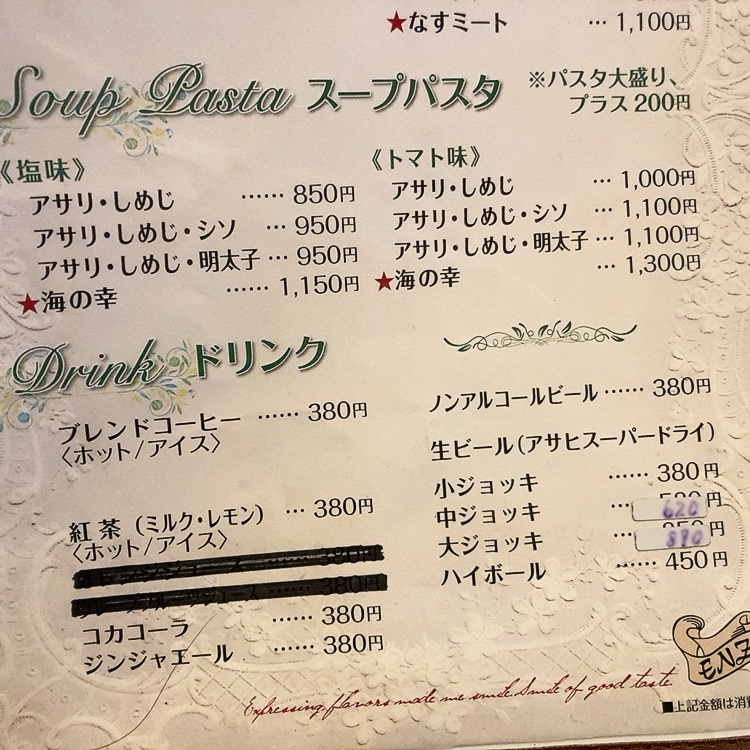 ★なすミート … 1,100円
Soup Pasta スープパスタ
※パスタ大盛り、
プラス200円
《塩味》
アサリ・しめじ …… 850円
アサリ・しめじ・シソ … 950円
アサリ・しめじ・明太子 … 950円
★海の幸 …… 1,150円
《トマト味》
アサリ・しめじ … 1,000円
アサリ・しめじ・シソ … 1,100円
アサリ・しめじ・明太子 … 1,100円
★海の幸 … 1,300円
Drink ドリンク
ブレンドコーヒー …… 380円
〈ホット/アイス〉
紅茶（ミルク・レモン） … 380円
〈ホット/アイス〉
コカコーラ …… 380円
ジンジャエール …… 380円
ノンアルコールビール …… 380円
生ビール（アサヒスーパードライ）
小ジョッキ …… 380円
中ジョッキ … 620円
大ジョッキ … 890円
ハイボール …… 450円
Expressing flavors made me smile Smile of good taste
ENZ
■上記金額は消費